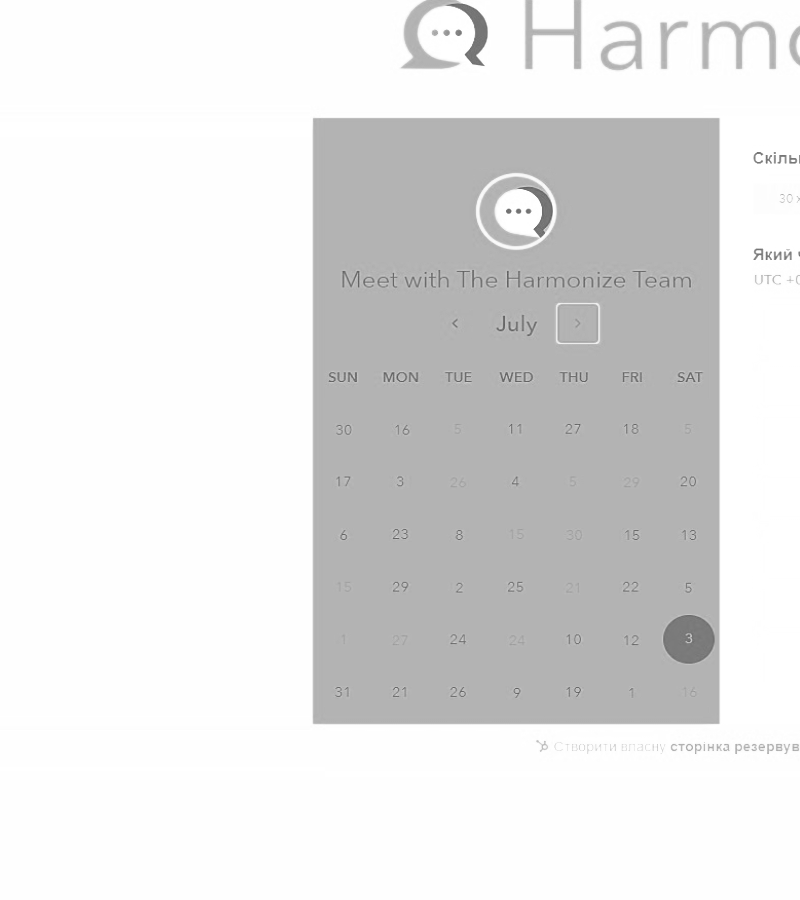 Harmo
Meet with The Harmonize Team
July
SUN MON TUE WED THU FRI SAT
30 16 5 11 27 18 5
17 3 26 4 5 29 20
6 23 8 15 30 15 13
15 29 2 25 21 22 5
1 27 24 24 10 12 3
31 21 26 9 19 1 16
Скіль
30 х
Який ч
UTC +0
Створити власну сторінка резервув